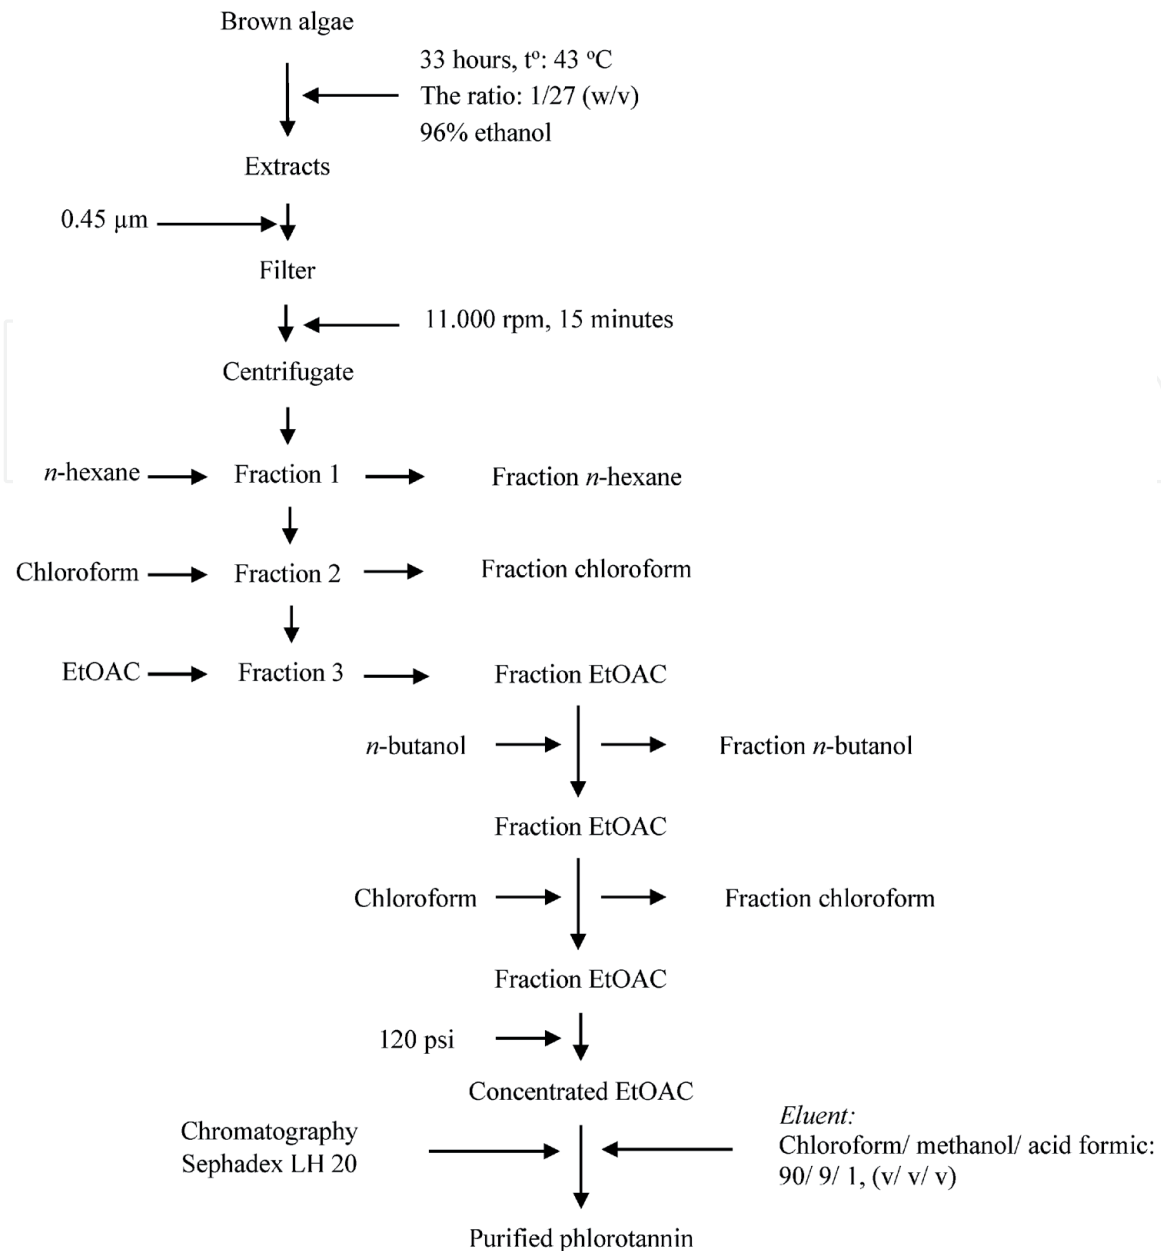 Brown algae
33 hours, tº: 43 ºC
The ratio: 1/27 (w/v)
96% ethanol
Extracts
0.45 µm
Filter
11.000 rpm, 15 minutes
Centrifugate
n-hexane
Fraction 1
Fraction n-hexane
Chloroform
Fraction 2
Fraction chloroform
EtOAC
Fraction 3
Fraction EtOAC
n-butanol
Fraction n-butanol
Fraction EtOAC
Chloroform
Fraction chloroform
Fraction EtOAC
120 psi
Concentrated EtOAC
Chromatography
Sephadex LH 20
Eluent:
Chloroform/ methanol/ acid formic:
90/ 9/ 1, (v/ v/ v)
Purified phlorotannin